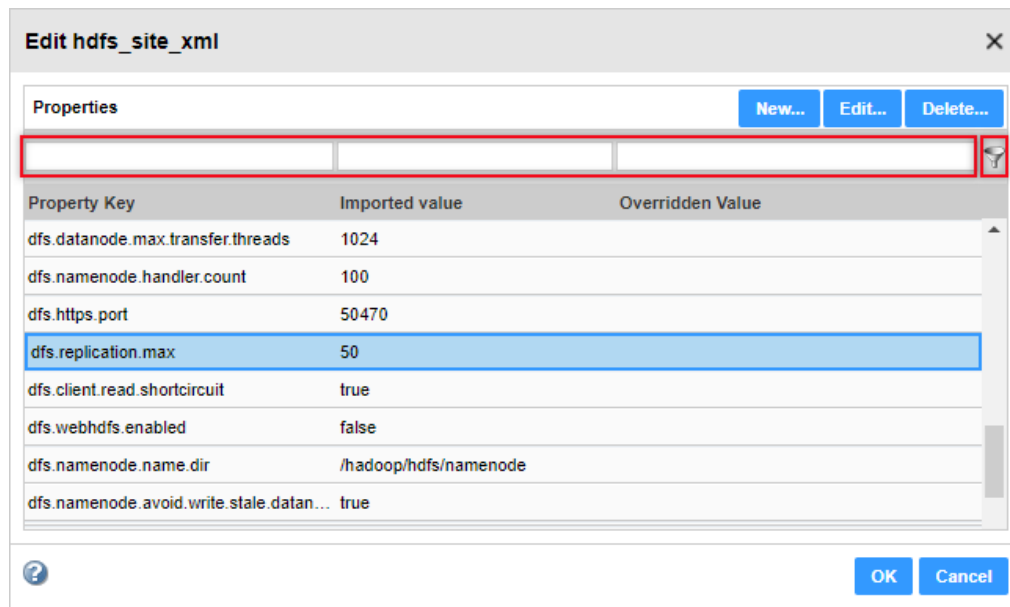 Edit hdfs_site_xml
Properties New... Edit... Delete...
Property Key Imported value Overridden Value
dfs.datanode.max.transfer.threads 1024
dfs.namenode.handler.count 100
dfs.https.port 50470
dfs.replication.max 50
dfs.client.read.shortcircuit true
dfs.webhdfs.enabled false
dfs.namenode.name.dir /hadoop/hdfs/namenode
dfs.namenode.avoid.write.stale.datan... true
? OK Cancel